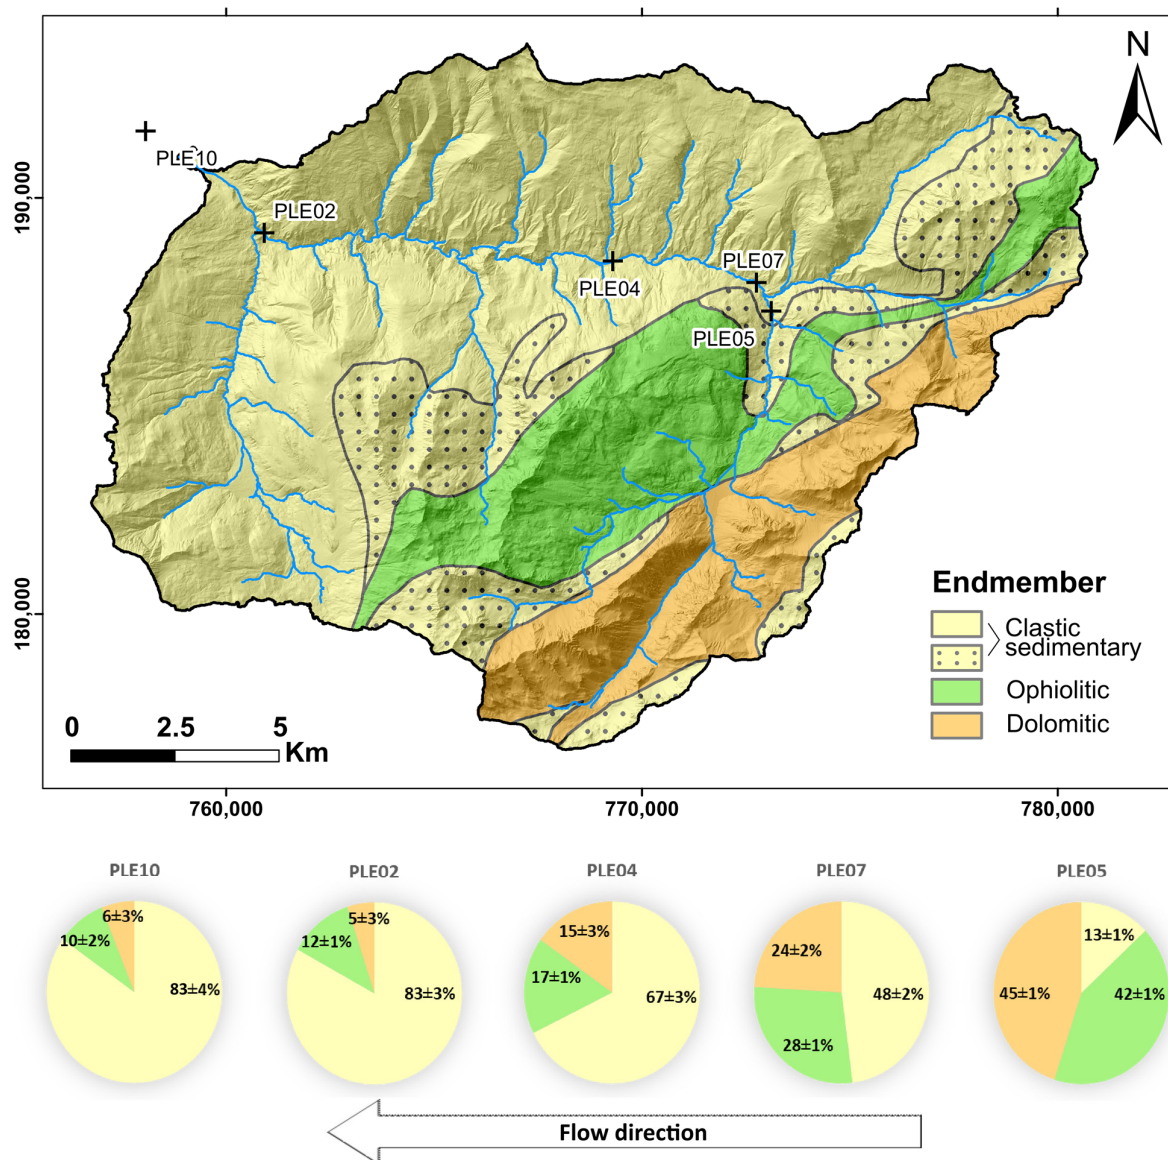 N
190,000
180,000
PLE10
PLE02
PLE04
PLE07
PLE05
Endmember
Clastic
sedimentary
Ophiolitic
Dolomitic
0 2.5 5
Km
760,000 770,000 780,000
PLE10 PLE02 PLE04 PLE07 PLE05
6±3%
10±2%
83±4%
5±3%
12±1%
83±3%
15±3%
17±1%
67±3%
24±2%
48±2%
28±1%
13±1%
45±1%
42±1%
Flow direction